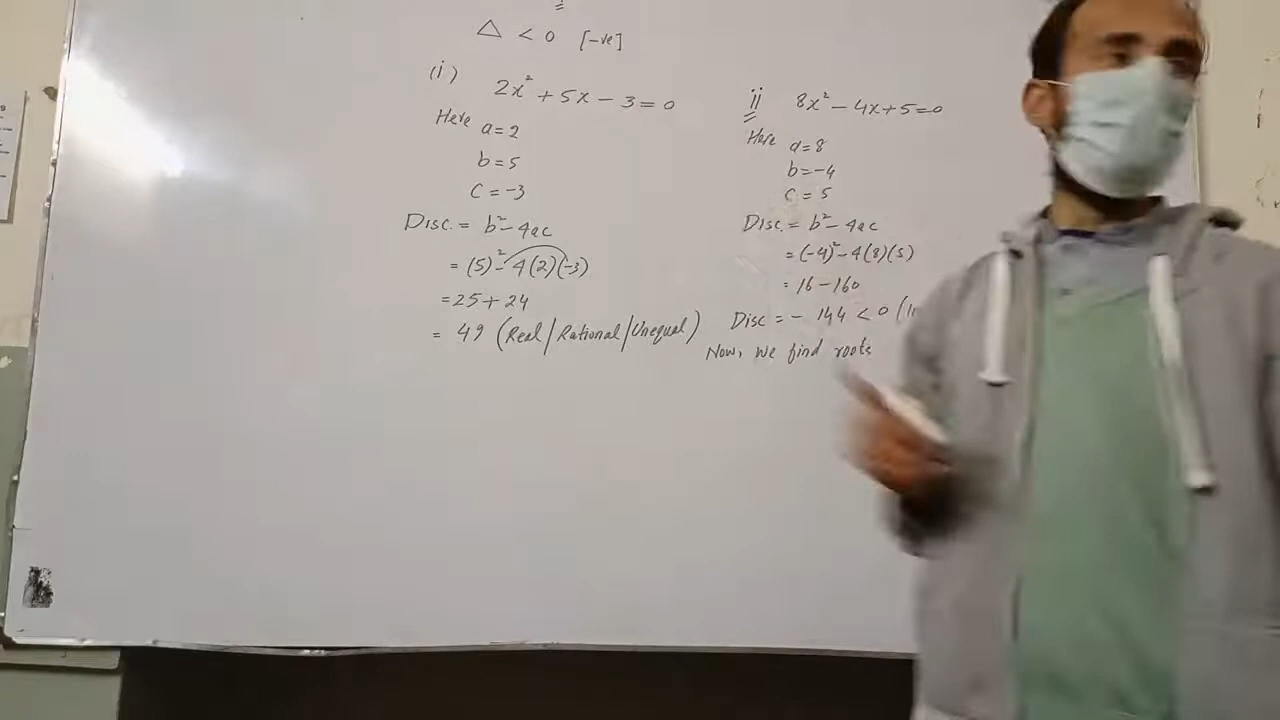 △ < 0 [-ve]
(i) 2x² + 5x - 3 = 0
Here a = 2
b = 5
c = -3
Disc. = b² - 4ac
= (5)² - 4(2)(-3)
= 25 + 24
= 49 (Real/Rational/Unequal)
ii 8x² - 4x + 5 = 0
Here a = 8
b = -4
c = 5
Disc. = b² - 4ac
= (-4)² - 4(8)(5)
= 16 - 160
Disc = - 144 < 0
Now, we find roots